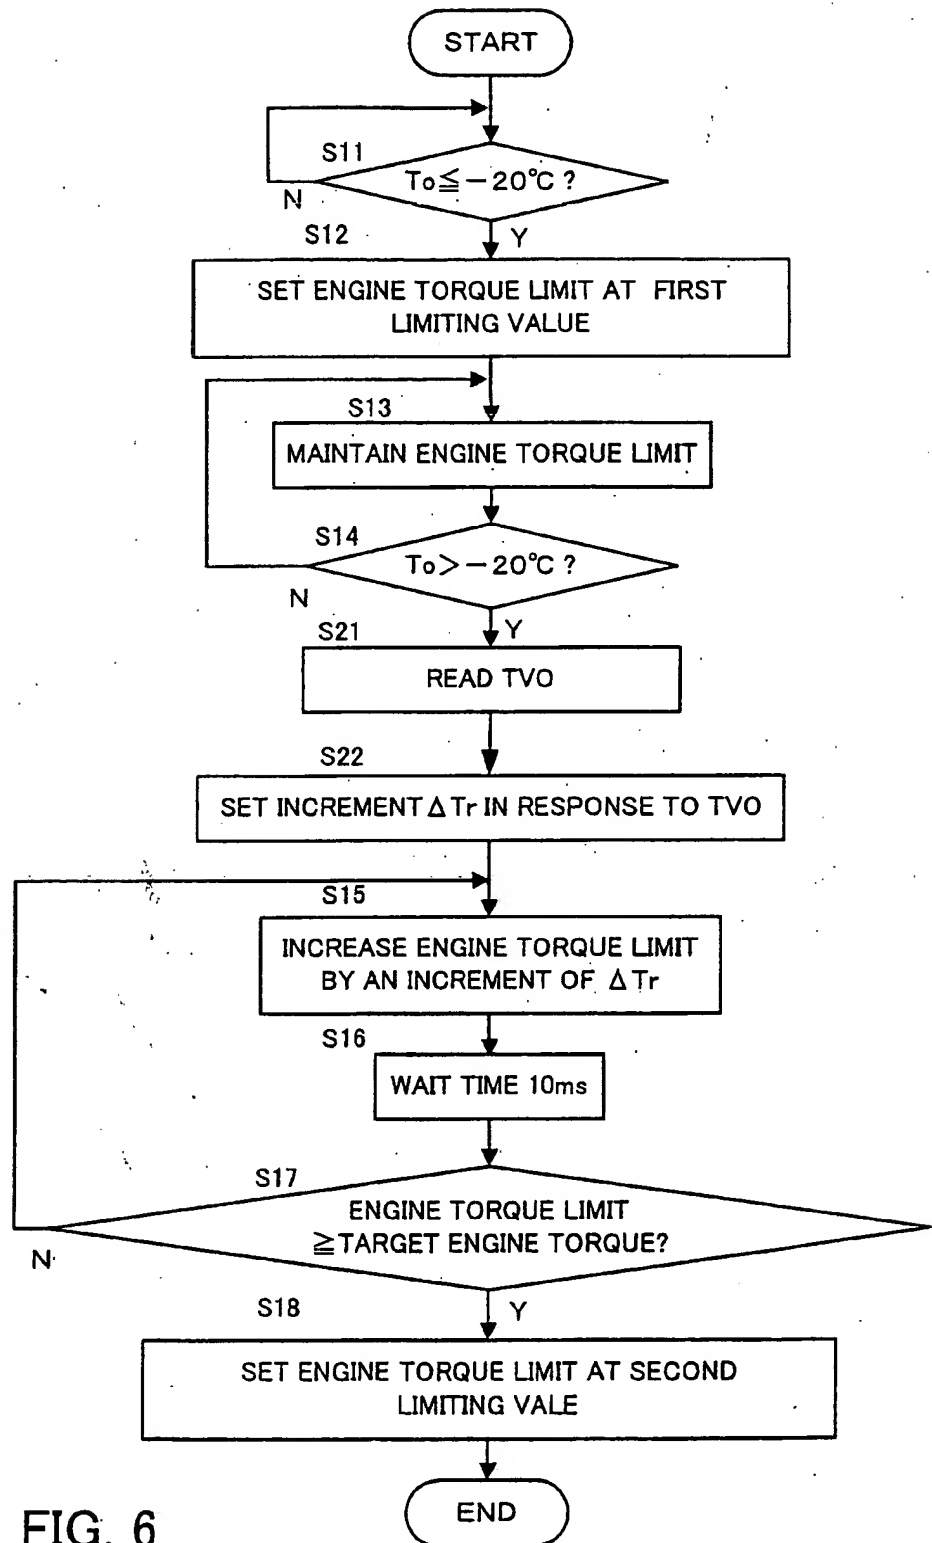 START
S11
To≦−20℃ ?
N
Y
S12
SET ENGINE TORQUE LIMIT AT FIRST
LIMITING VALUE
S13
MAINTAIN ENGINE TORQUE LIMIT
S14
To>−20℃ ?
N
Y
S21
READ TVO
S22
SET INCREMENT ΔTr IN RESPONSE TO TVO
S15
INCREASE ENGINE TORQUE LIMIT
BY AN INCREMENT OF ΔTr
S16
WAIT TIME 10ms
S17
ENGINE TORQUE LIMIT
≧TARGET ENGINE TORQUE?
N
Y
S18
SET ENGINE TORQUE LIMIT AT SECOND
LIMITING VALE
END
FIG. 6